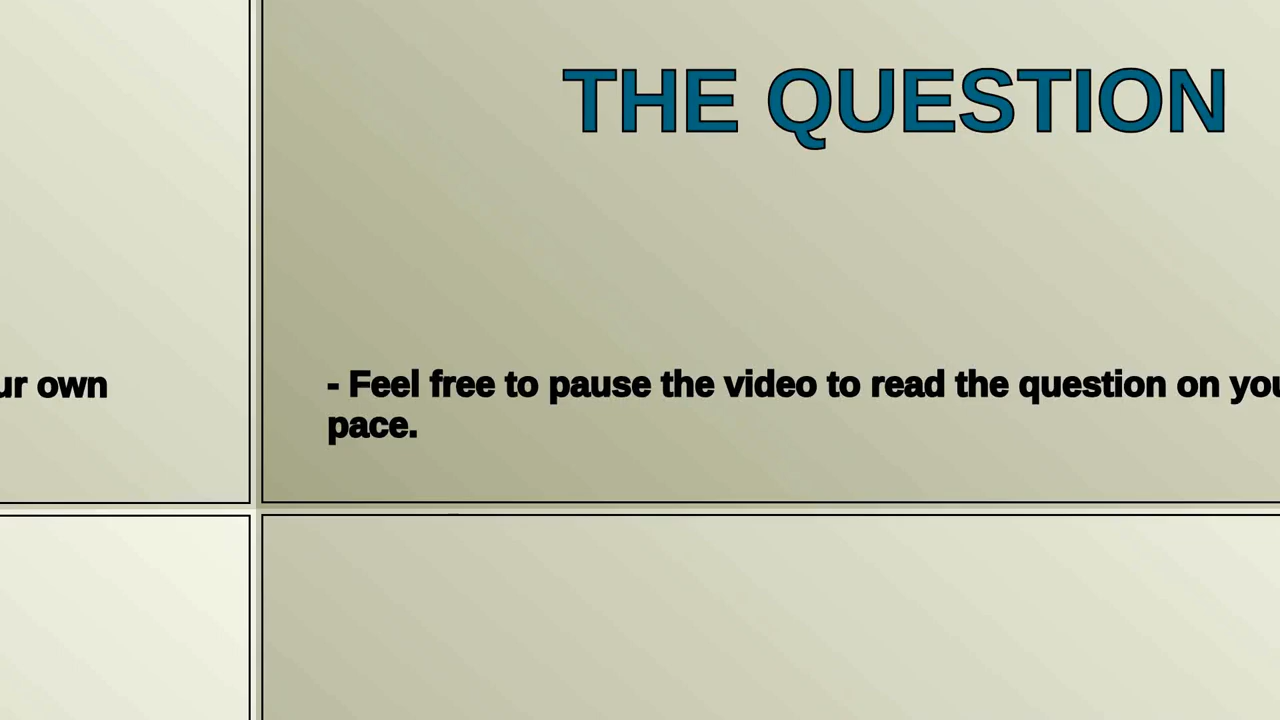 THE QUESTION
ur own
- Feel free to pause the video to read the question on you
pace.